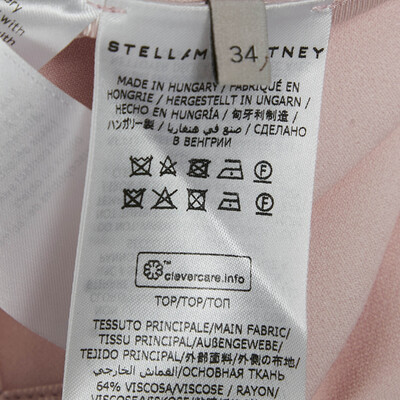 with
STELLA M
34
TNEY
MADE IN HUNGARY / FABRIQUÉ EN
HONGRIE / HERGESTELLT IN UNGARN /
HECHO EN HUNGRÍA / 匈牙利制造 /
ハンガリー製 / صنع في هنغاريا / СДЕЛАНО
В ВЕНГРИИ
F
F
TM
clevercare.info
TOP/TOP/ТОП
TESSUTO PRINCIPALE/MAIN FABRIC/
TISSU PRINCIPAL/AUßENGEWEBE/
TEJIDO PRINCIPAL/外部面料/外側の布地/
القماش الخارجي/ОСНОВНАЯ ТКАНЬ
64% VISCOSA/VISCOSE / RAYON/